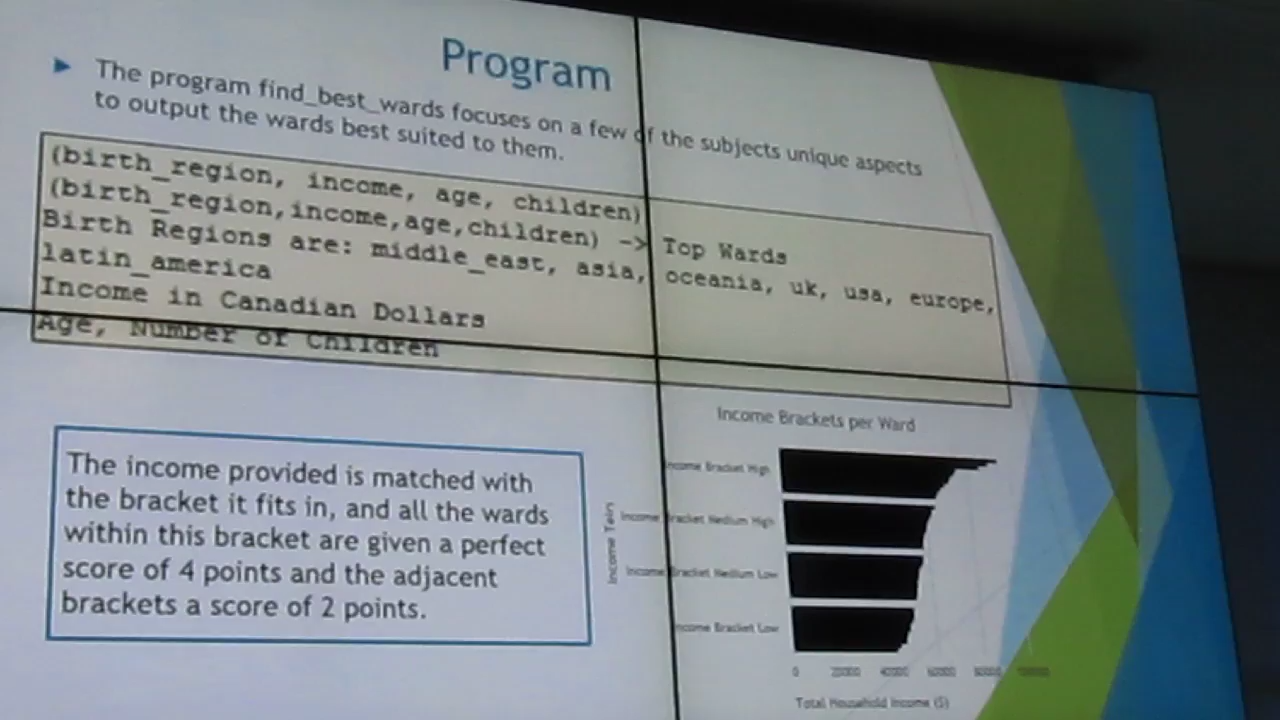 Program
The program find_best_wards focuses on a few of the subjects unique aspects
to output the wards best suited to them.
(birth_region, income, age, children)
(birth_region,income,age,children) -> Top Wards
Birth Regions are: middle_east, asia, oceania, uk, usa, europe,
latin_america
Income in Canadian Dollars
Age, Number of Children
The income provided is matched with
the bracket it fits in, and all the wards
within this bracket are given a perfect
score of 4 points and the adjacent
brackets a score of 2 points.
Income Brackets per Ward
Income Bracket High
Income Bracket Medium High
Income Bracket Medium Low
Income Bracket Low
Income
0 20000 40000 60000 80000
Total Household Income ($)